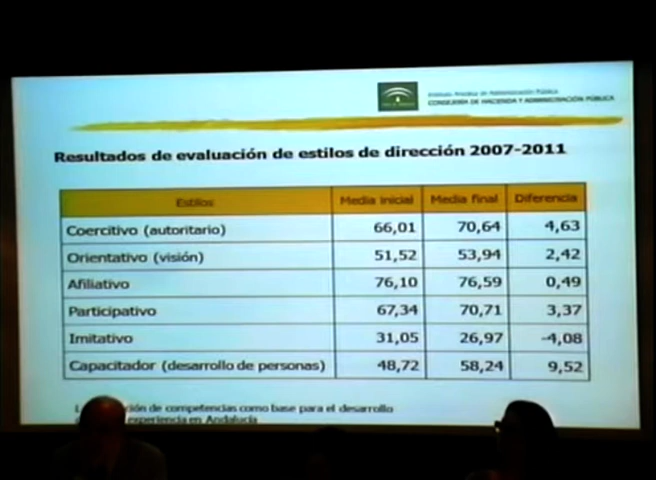 Instituto Andaluz de Administración Pública
CONSEJERÍA DE HACIENDA Y ADMINISTRACIÓN PÚBLICA
Resultados de evaluación de estilos de dirección 2007-2011
Estilos Media inicial Media final Diferencia
Coercitivo (autoritario) 66,01 70,64 4,63
Orientativo (visión) 51,52 53,94 2,42
Afiliativo 76,10 76,59 0,49
Participativo 67,34 70,71 3,37
Imitativo 31,05 26,97 -4,08
Capacitador (desarrollo de personas) 48,72 58,24 9,52
de competencias como base para el desarrollo
experiencia en Andalucía